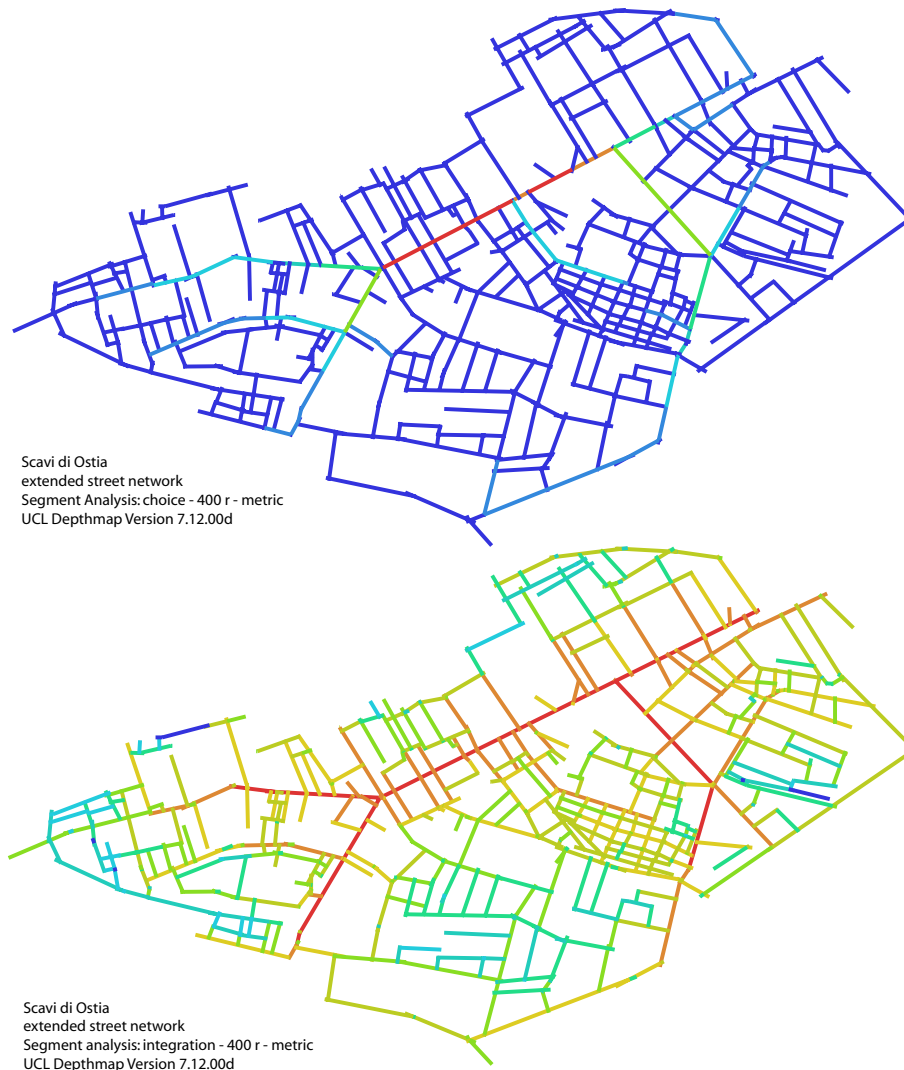 Scavi di Ostia
extended street network
Segment Analysis: choice - 400 r - metric
UCL Depthmap Version 7.12.00d
Scavi di Ostia
extended street network
Segment analysis: integration - 400 r - metric
UCL Depthmap Version 7.12.00d